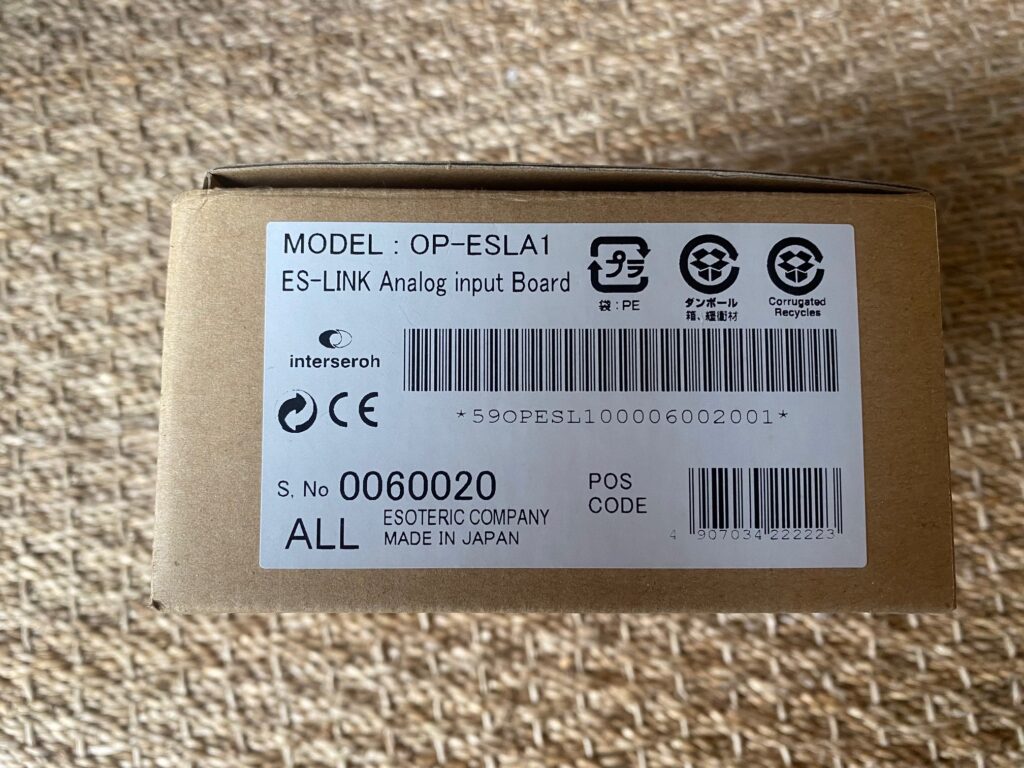 MODEL : OP-ESLA1
ES-LINK Analog input Board
プラ
袋 : PE
ダンボール
箱、緩衝材
Corrugated
Recycles
interseroh
CE
*59OPESL100006002001*
S, No 0060020
ALL
ESOTERIC COMPANY
MADE IN JAPAN
POS
CODE
4 907034 222223